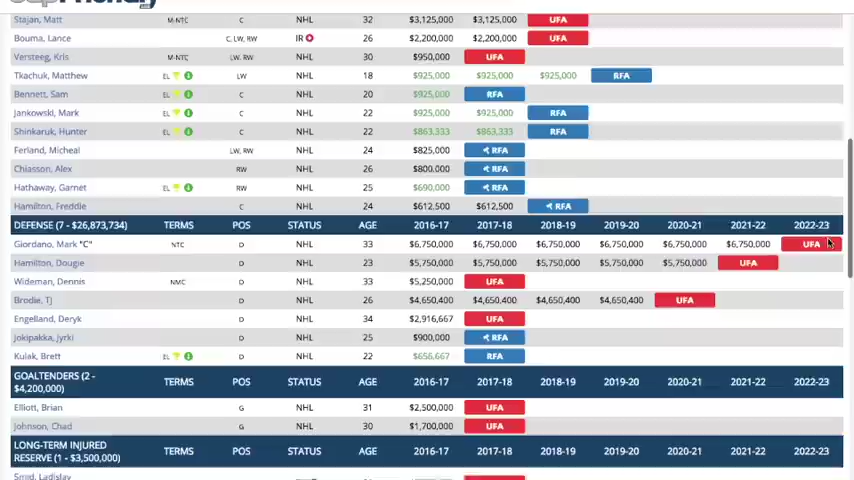 Stajan, Matt M-NTC C NHL 32 $3,125,000 $3,125,000 UFA
Bouma, Lance C, LW, RW IR 26 $2,200,000 $2,200,000 UFA
Versteeg, Kris M-NTC LW, RW NHL 30 $950,000 UFA
Tkachuk, Matthew EL LW NHL 18 $925,000 $925,000 $925,000 RFA
Bennett, Sam EL C NHL 20 $925,000 RFA
Jankowski, Mark EL C NHL 22 $925,000 $925,000 RFA
Shinkaruk, Hunter EL C NHL 22 $863,333 $863,333 RFA
Ferland, Micheal LW, RW NHL 24 $825,000 RFA
Chiasson, Alex RW NHL 26 $800,000 RFA
Hathaway, Garnet EL RW NHL 25 $690,000 RFA
Hamilton, Freddie C NHL 24 $612,500 $612,500 RFA
DEFENSE (7 - $26,873,734) TERMS POS STATUS AGE 2016-17 2017-18 2018-19 2019-20 2020-21 2021-22 2022-23
Giordano, Mark "C" NTC D NHL 33 $6,750,000 $6,750,000 $6,750,000 $6,750,000 $6,750,000 $6,750,000 UFA
Hamilton, Dougie D NHL 23 $5,750,000 $5,750,000 $5,750,000 $5,750,000 $5,750,000 UFA
Wideman, Dennis NMC D NHL 33 $5,250,000 UFA
Brodie, TJ D NHL 26 $4,650,400 $4,650,400 $4,650,400 $4,650,400 UFA
Engelland, Deryk D NHL 34 $2,916,667 UFA
Jokipakka, Jyrki D NHL 25 $900,000 RFA
Kulak, Brett EL D NHL 22 $656,667 RFA
GOALTENDERS (2 - $4,200,000) TERMS POS STATUS AGE 2016-17 2017-18 2018-19 2019-20 2020-21 2021-22 2022-23
Elliott, Brian G NHL 31 $2,500,000 UFA
Johnson, Chad G NHL 30 $1,700,000 UFA
LONG-TERM INJURED RESERVE (1 - $3,500,000) TERMS POS STATUS AGE 2016-17 2017-18 2018-19 2019-20 2020-21 2021-22 2022-23
Smid, Ladislav